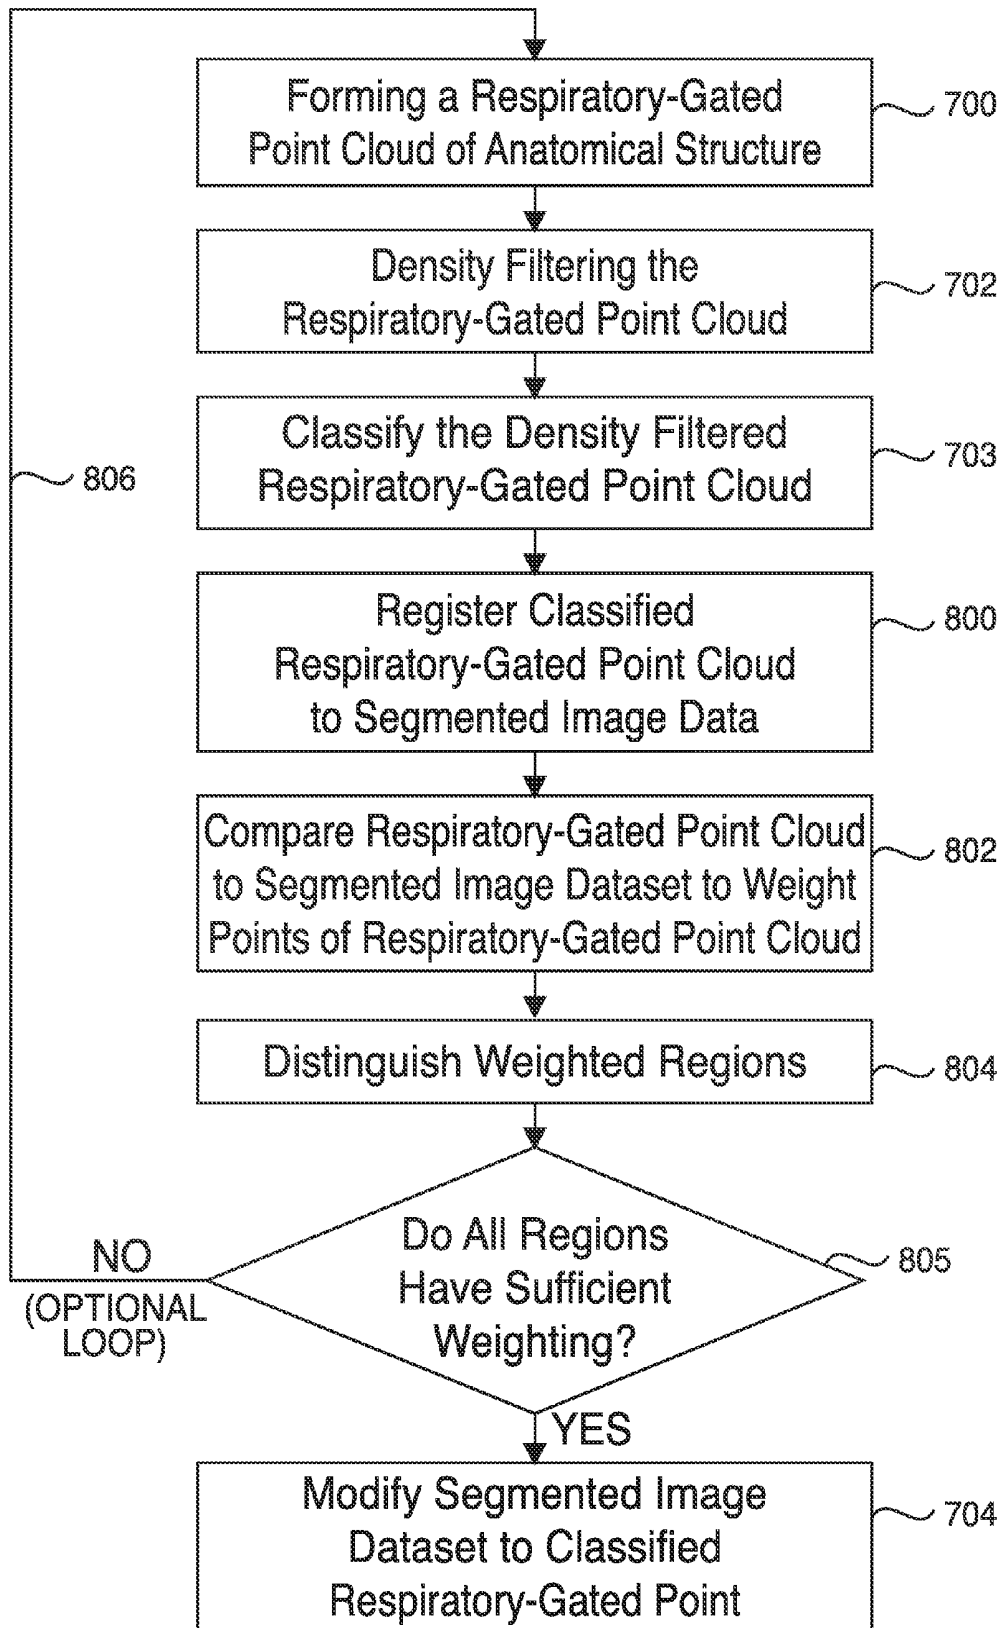 Forming a Respiratory-Gated
Point Cloud of Anatomical Structure
700
Density Filtering the
Respiratory-Gated Point Cloud
702
Classify the Density Filtered
Respiratory-Gated Point Cloud
703
806
Register Classified
Respiratory-Gated Point Cloud
to Segmented Image Data
800
Compare Respiratory-Gated Point Cloud
to Segmented Image Dataset to Weight
Points of Respiratory-Gated Point Cloud
802
Distinguish Weighted Regions
804
Do All Regions
Have Sufficient
Weighting?
805
NO
(OPTIONAL
LOOP)
YES
Modify Segmented Image
Dataset to Classified
Respiratory-Gated Point
704